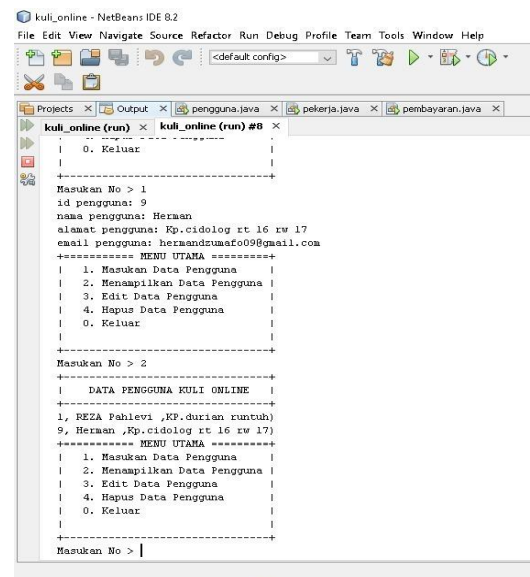 kuli_online - NetBeans IDE 8.2
File Edit View Navigate Source Refactor Run Debug Profile Team Tools Window Help
<default config>
Projects × Output × pengguna.java × pekerja.java × pembayaran.java ×
kuli_online (run) × kuli_online (run) #8 ×
| 0. Keluar |
| |
+--------------------------------+
Masukan No > 1
id pengguna: 9
nama pengguna: Herman
alamat pengguna: Kp.cidolog rt 16 rw 17
email pengguna: hermandzumafo09@gmail.com
+=========== MENU UTAMA =========+
| 1. Masukan Data Pengguna |
| 2. Menampilkan Data Pengguna |
| 3. Edit Data Pengguna |
| 4. Hapus Data Pengguna |
| 0. Keluar |
| |
+--------------------------------+
Masukan No > 2
+--------------------------------+
| DATA PENGGUNA KULI ONLINE |
+--------------------------------+
1, REZA Pahlevi ,KP.durian runtuh)
9, Herman ,Kp.cidolog rt 16 rw 17)
+=========== MENU UTAMA =========+
| 1. Masukan Data Pengguna |
| 2. Menampilkan Data Pengguna |
| 3. Edit Data Pengguna |
| 4. Hapus Data Pengguna |
| 0. Keluar |
| |
+--------------------------------+
Masukan No >